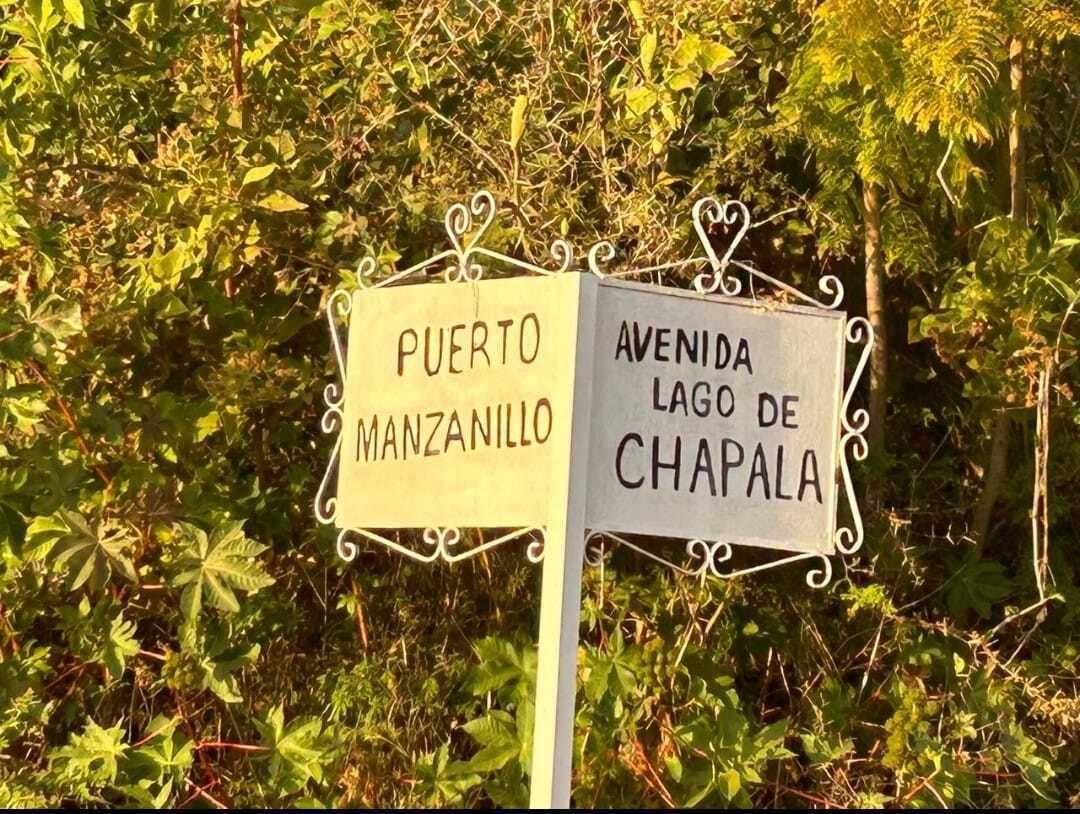 PUERTO
MANZANILLO
AVENIDA
LAGO DE
CHAPALA